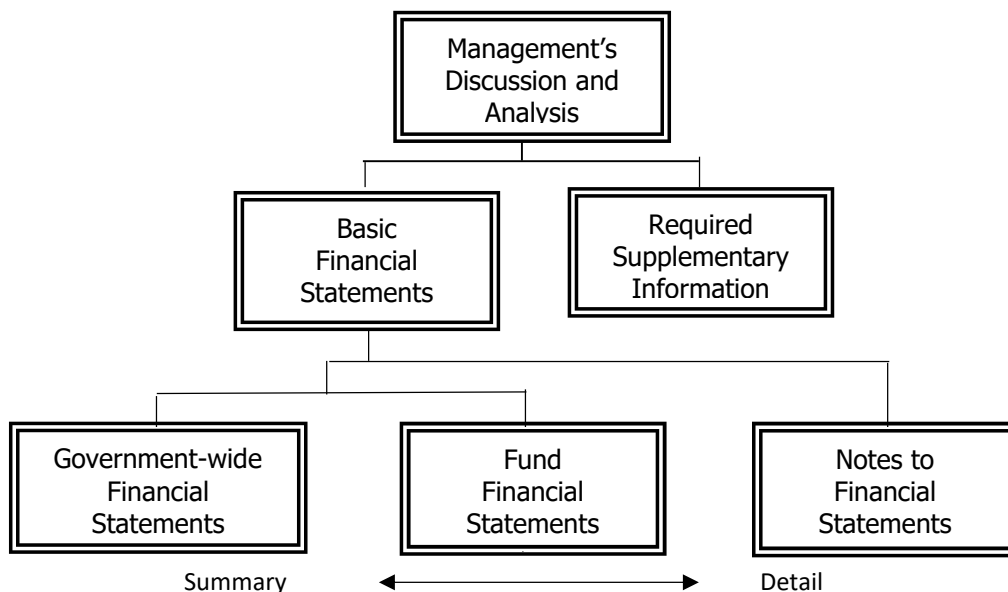 Management’s
Discussion and
Analysis
Basic
Financial
Statements
Required
Supplementary
Information
Government-wide
Financial
Statements
Fund
Financial
Statements
Notes to
Financial
Statements
Summary
Detail